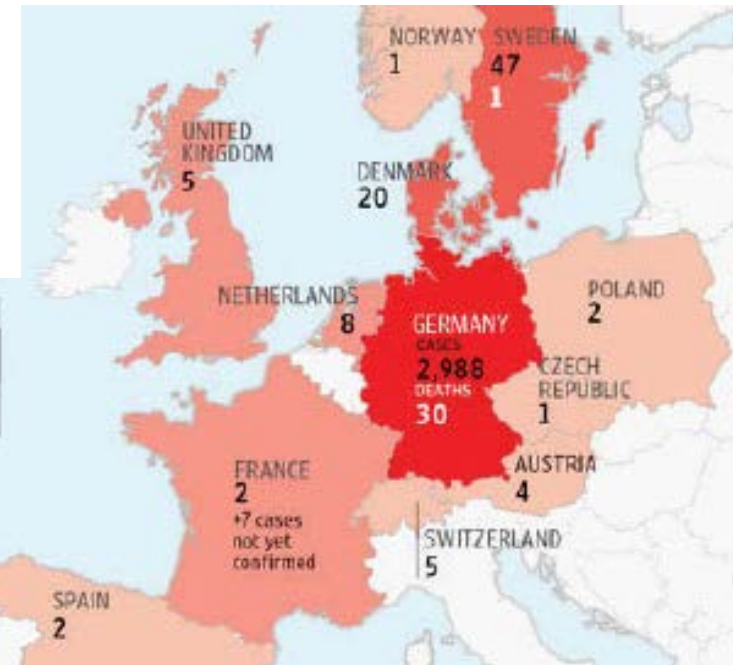 NORWAY
1
SWEDEN
47
1
UNITED
KINGDOM
5
DENMARK
20
NETHERLANDS
8
GERMANY
CASES
2,988
DEATHS
30
POLAND
2
CZECH
REPUBLIC
1
AUSTRIA
4
FRANCE
2
+7 cases
not yet
confirmed
SWITZERLAND
5
SPAIN
2